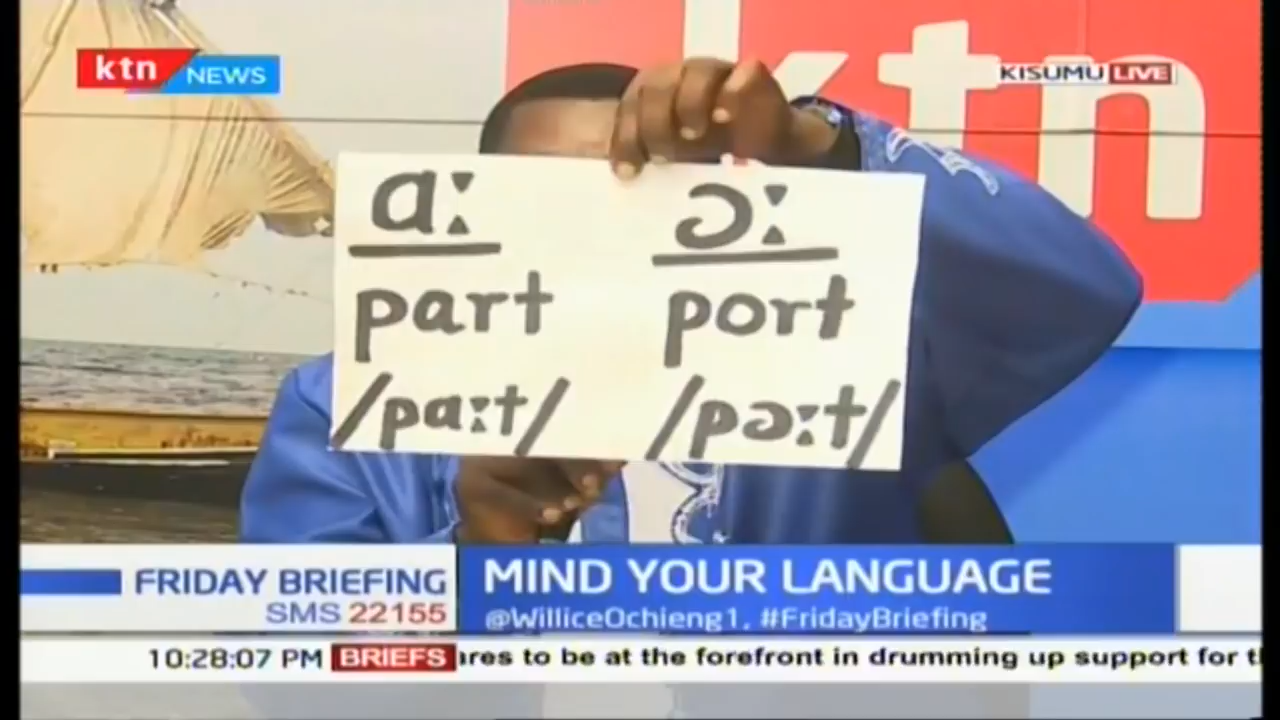 ktn NEWS
KISUMU LIVE
ktn
ɑː ɔː
part port
/pɑːt/ /pɔːt/
FRIDAY BRIEFING
SMS 22155
MIND YOUR LANGUAGE
@WilliceOchieng1, #FridayBriefing
10:28:07 PM BRIEFS to be at the forefront in drumming up support for